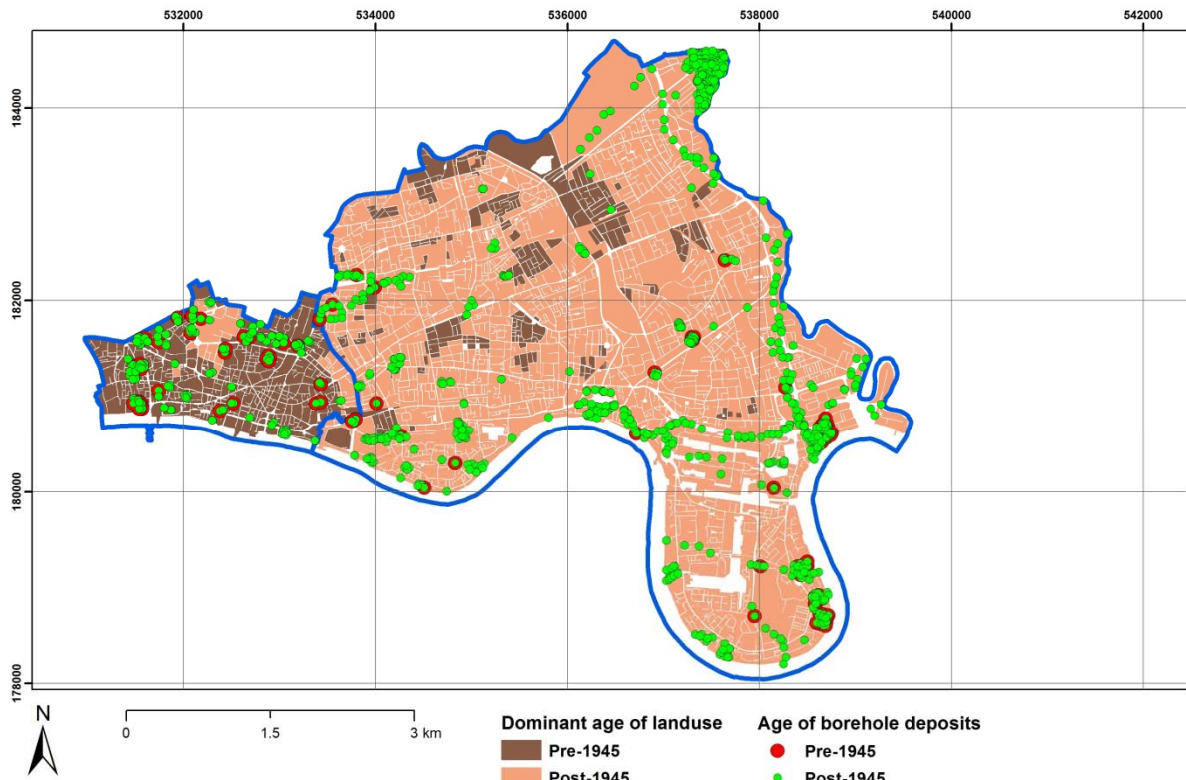 532000 534000 536000 538000 540000 542000
184000
182000
180000
178000
N
0 1.5 3 km
Dominant age of landuse
Pre-1945
Post-1945
Age of borehole deposits
Pre-1945
Post-1945